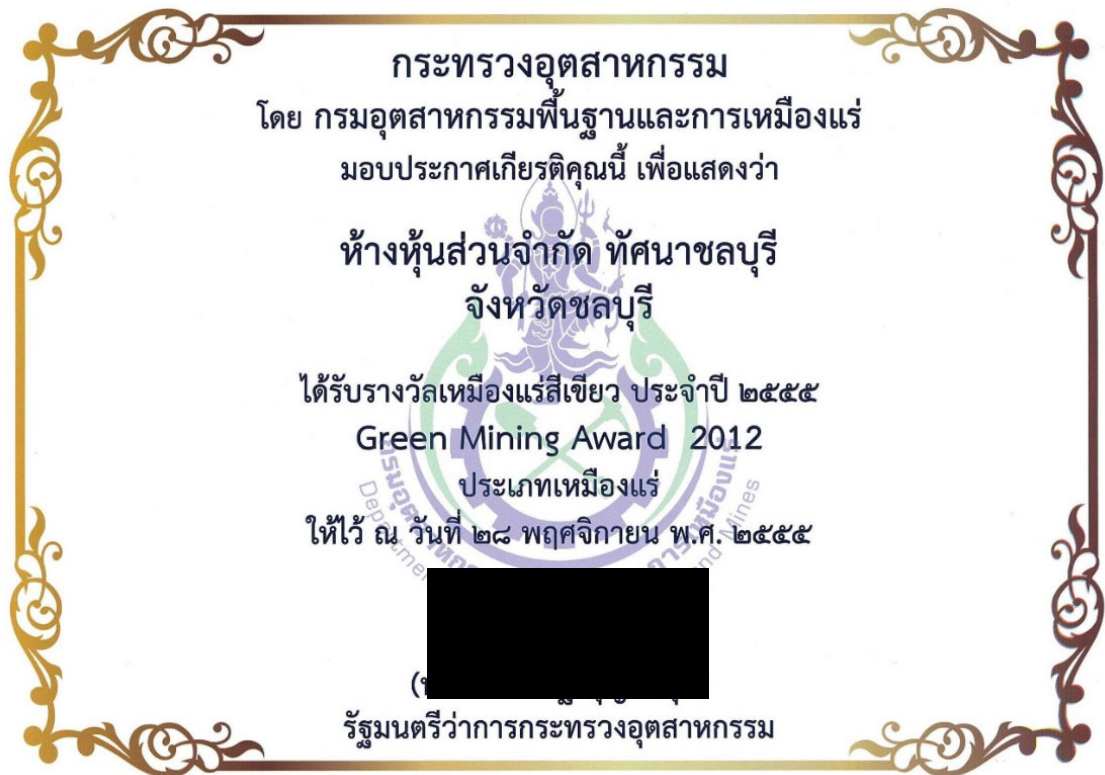 กระทรวงอุตสาหกรรม
โดย กรมอุตสาหกรรมพื้นฐานและการเหมืองแร่
มอบประกาศเกียรติคุณนี้ เพื่อแสดงว่า
ห้างหุ้นส่วนจำกัด ทัศนาชลบุรี
จังหวัดชลบุรี
ได้รับรางวัลเหมืองแร่สีเขียว ประจำปี ๒๕๕๕
Green Mining Award 2012
ประเภทเหมืองแร่
ให้ไว้ ณ วันที่ ๒๘ พฤศจิกายน พ.ศ. ๒๕๕๕
รัฐมนตรีว่าการกระทรวงอุตสาหกรรม